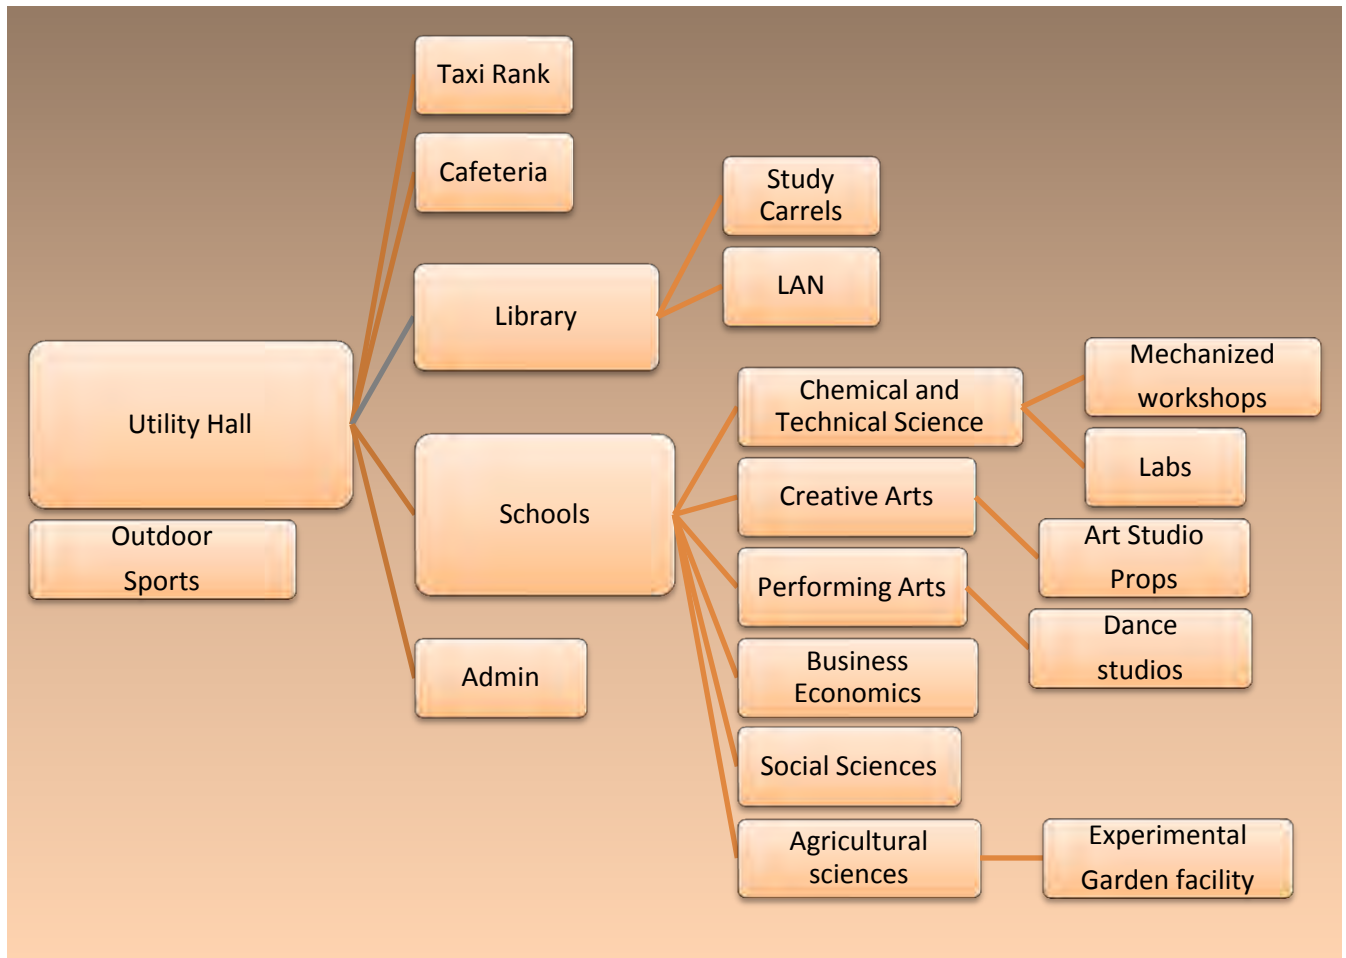 Taxi Rank
Cafeteria
Study
Carrels
LAN
Library
Utility Hall
Outdoor
Sports
Schools
Admin
Chemical and
Technical Science
Mechanized
workshops
Labs
Creative Arts
Art Studio
Props
Performing Arts
Dance
studios
Business
Economics
Social Sciences
Agricultural
sciences
Experimental
Garden facility